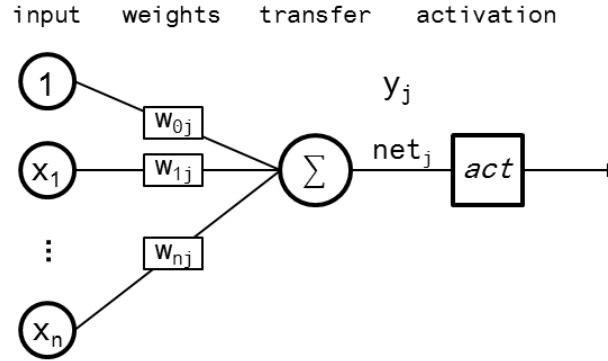 input weights transfer activation
1
w0j
yj
x1
w1j
∑
netj
act
⋮
wnj
xn